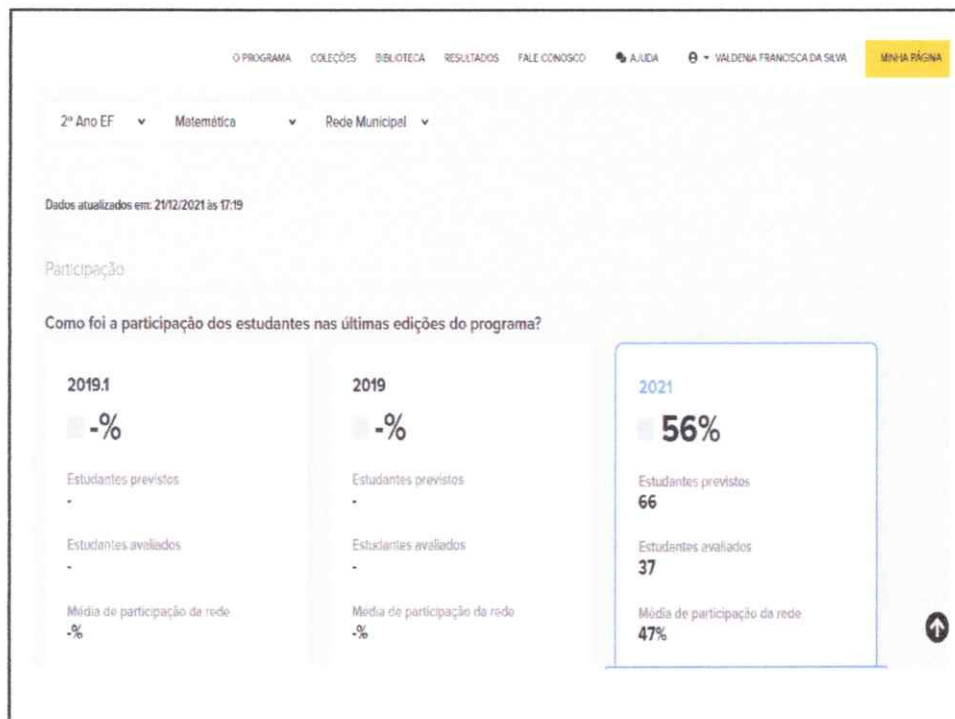 O PROGRAMA COLEÇÕES BIBLIOTECA RESULTADOS FALE CONOSCO AJUDA VALDENIA FRANCISCA DA SILVA MINHA PÁGINA
2º Ano EF Matemática Rede Municipal
Dados atualizados em: 21/12/2021 às 17:19
Participação
Como foi a participação dos estudantes nas últimas edições do programa?
2019.1
-%
Estudantes previstos
-
Estudantes avaliados
-
Média de participação da rede
-%
2019
-%
Estudantes previstos
-
Estudantes avaliados
-
Média de participação da rede
-%
2021
56%
Estudantes previstos
66
Estudantes avaliados
37
Média de participação da rede
47%